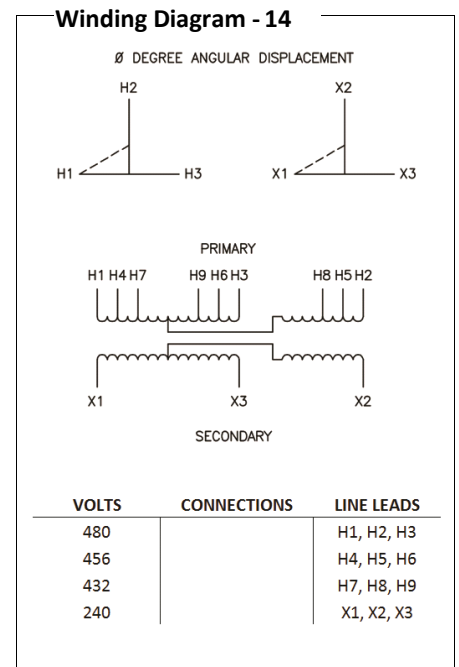 Winding Diagram - 14
Ø DEGREE ANGULAR DISPLACEMENT
H2 X2
H1 H3 X1 X3
PRIMARY
H1 H4 H7 H9 H6 H3 H8 H5 H2
X1 X3 X2
SECONDARY
VOLTS CONNECTIONS LINE LEADS
480 H1, H2, H3
456 H4, H5, H6
432 H7, H8, H9
240 X1, X2, X3